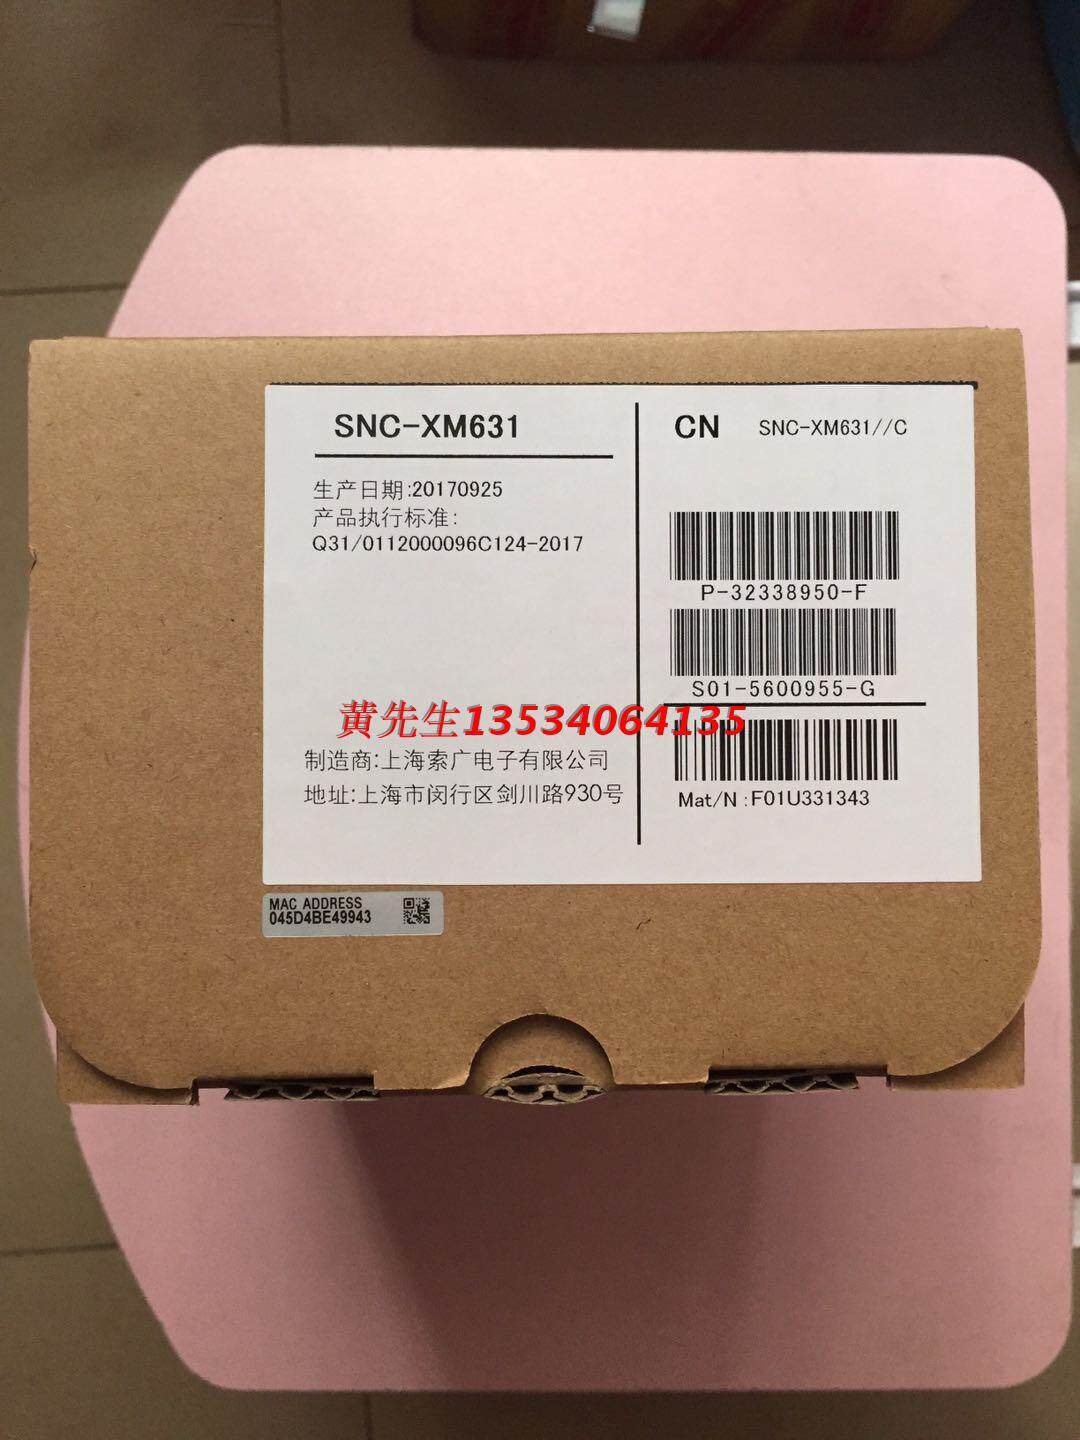 SNC-XM631
生产日期:20170925
产品执行标准:
Q31/0112000096C124-2017
黄先生13534064135
制造商:上海索广电子有限公司
地址:上海市闵行区剑川路930号
CN SNC-XM631//C
P-32338950-F
S01-5600955-G
Mat/N:F01U331343
MAC ADDRESS
045D4BE49943